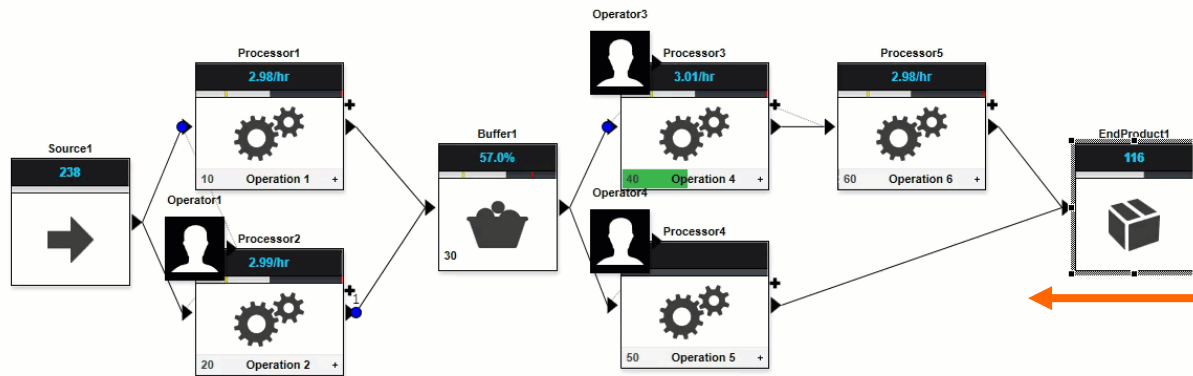 Source1
238
Processor1
2.98/hr
10 Operation 1 +
Operator1
Processor2
2.99/hr
1
20 Operation 2 +
Buffer1
57.0%
30
Operator3
Processor3
3.01/hr
40 Operation 4 +
Operator4
Processor4
50 Operation 5 +
Processor5
2.98/hr
60 Operation 6 +
EndProduct1
116